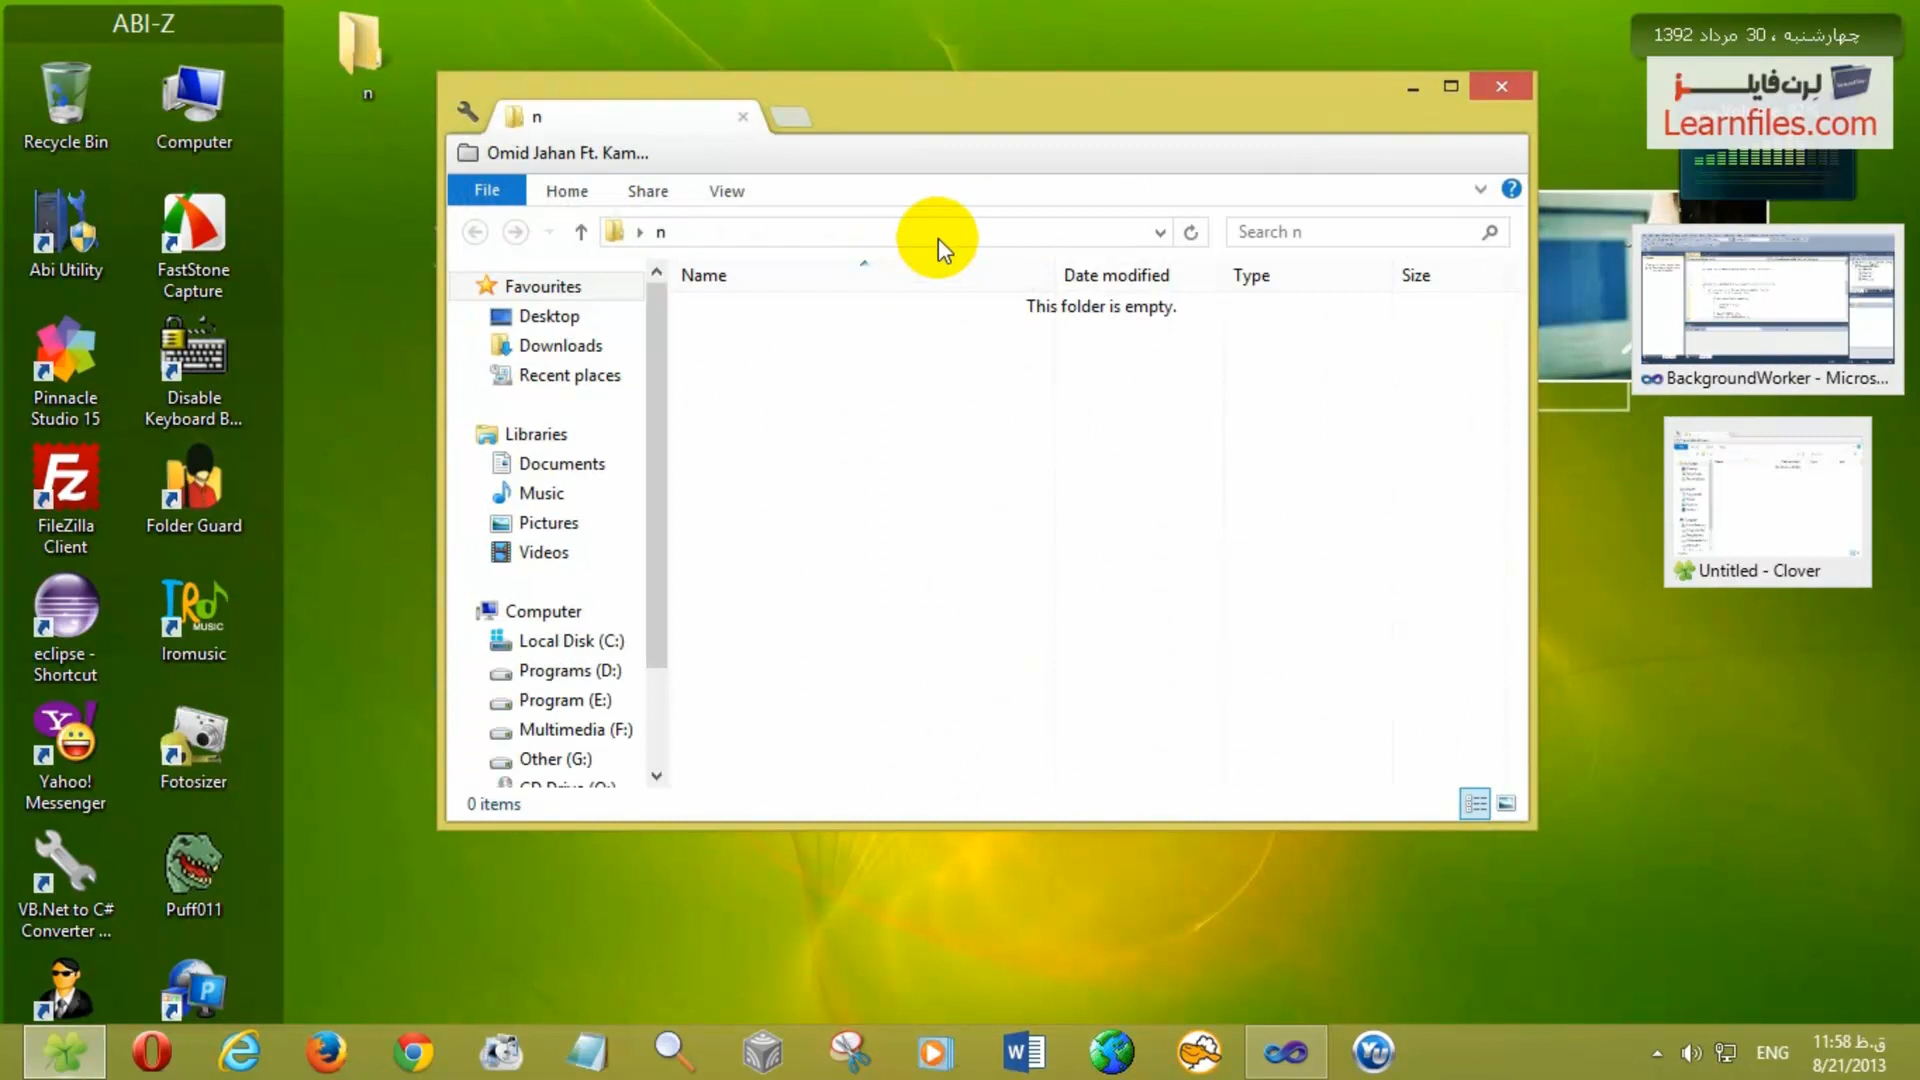 ABI-Z
Recycle Bin
Computer
Abi Utility
FastStone
Capture
Pinnacle
Studio 15
Disable
Keyboard B...
FileZilla
Client
Folder Guard
eclipse -
Shortcut
Iromusic
Yahoo!
Messenger
Fotosizer
VB.Net to C#
Converter ...
Puff011
n
n
Omid Jahan Ft. Kam...
File
Home
Share
View
n
Search n
Name
Date modified
Type
Size
This folder is empty.
Favourites
Desktop
Downloads
Recent places
Libraries
Documents
Music
Pictures
Videos
Computer
Local Disk (C:)
Programs (D:)
Program (E:)
Multimedia (F:)
Other (G:)
0 items
چهارشنبه ، 30 مرداد 1392
لرن فایلز
Learnfiles.com
BackgroundWorker - Micros...
Untitled - Clover
ENG
11:58 ق.ظ
8/21/2013